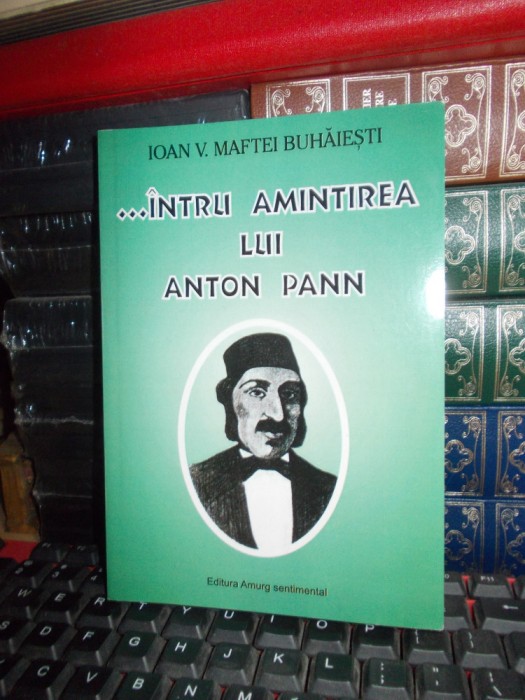 IOAN V. MAFTEI BUHĂIEȘTI
...ÎNTRU AMINTIREA
LUI
ANTON PANN
Editura Amurg sentimental